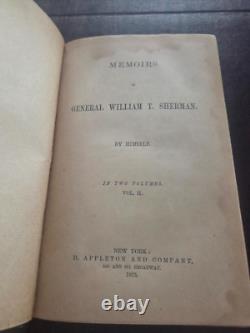 MEMOIRS
OF
GENERAL WILLIAM T. SHERMAN.
BY HIMSELF.
IN TWO VOLUMES.
VOL. II.
NEW YORK:
D. APPLETON AND COMPANY,
549 AND 551 BROADWAY.
1875.